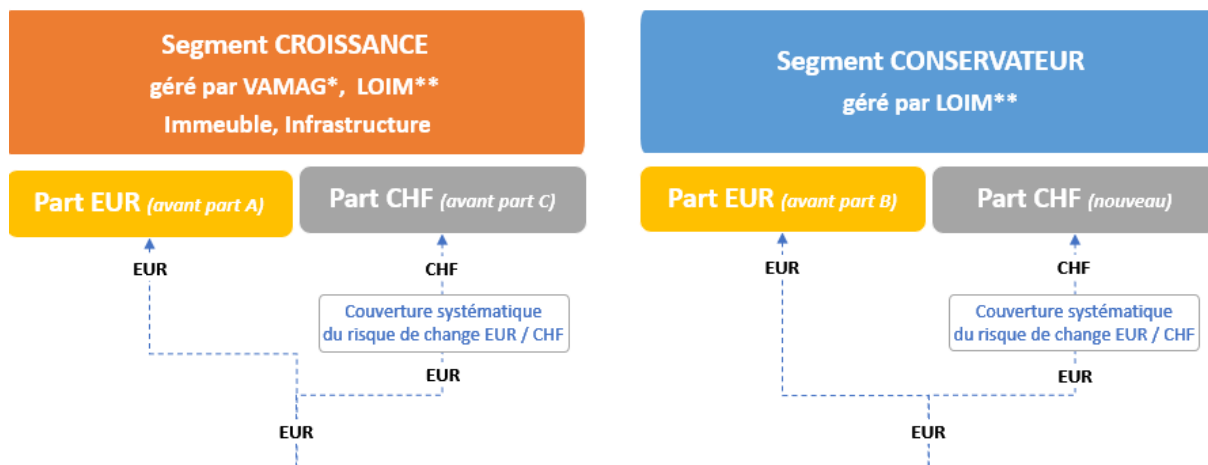 Segment CROISSANCE
géré par VAMAG*, LOIM**
Immeuble, Infrastructure
Segment CONSERVATEUR
géré par LOIM**
Part EUR (avant part A)
Part CHF (avant part C)
Part EUR (avant part B)
Part CHF (nouveau)
EUR
CHF
EUR
CHF
Couverture systématique
du risque de change EUR / CHF
Couverture systématique
du risque de change EUR / CHF
EUR
EUR
EUR
EUR